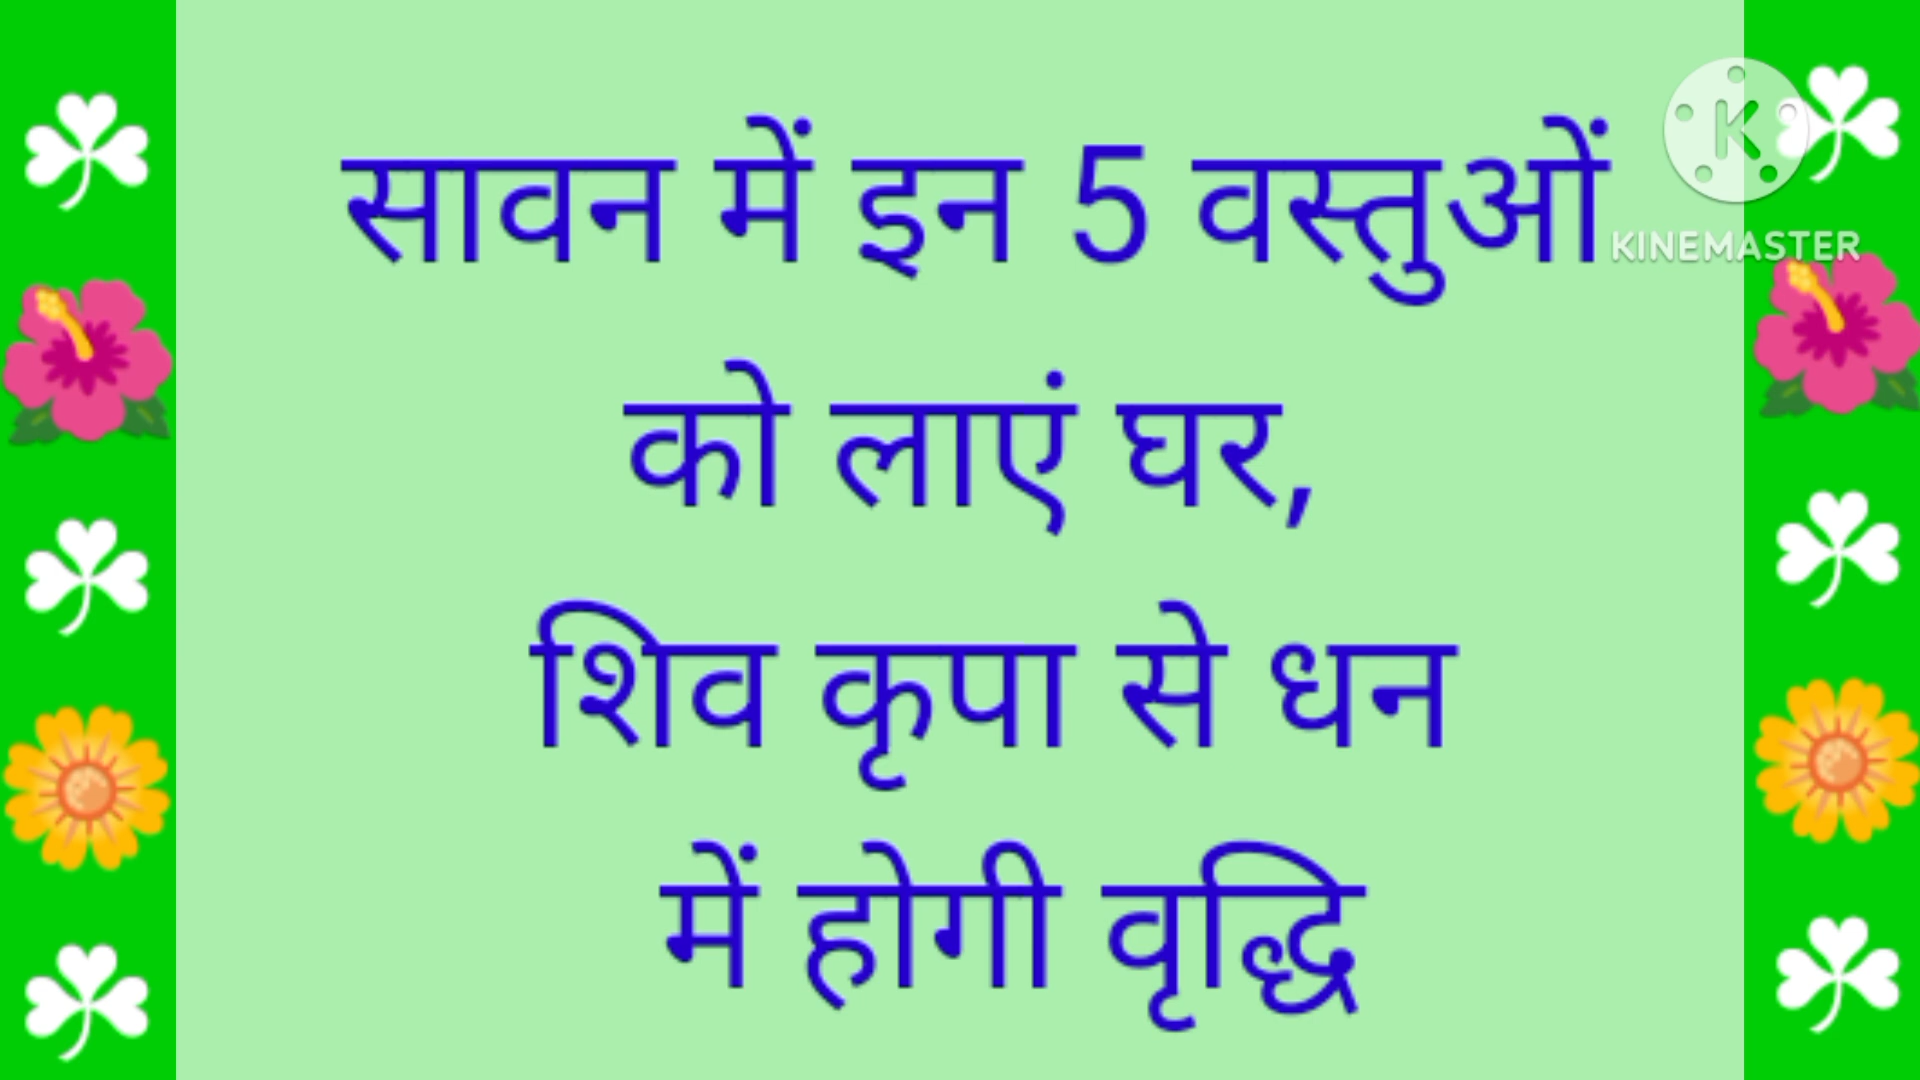 सावन में इन 5 वस्तुओं
KINEMASTER
को लाएं घर,
शिव कृपा से धन
में होगी वृद्धि